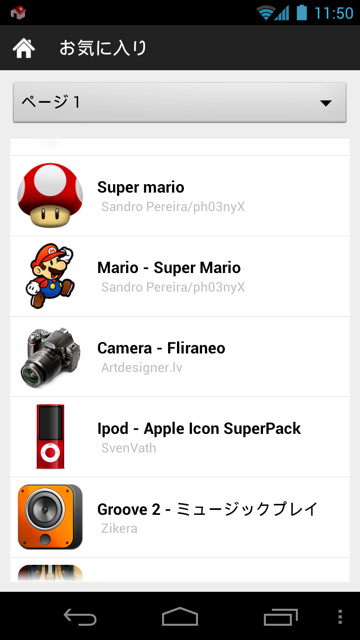 11:50
お気に入り
ページ 1
Super mario
Sandro Pereira/ph03nyX
Mario - Super Mario
Sandro Pereira/ph03nyX
Camera - Fliraneo
Artdesigner.lv
Ipod - Apple Icon SuperPack
SvenVath
Groove 2 - ミュージックプレイ
Zikera